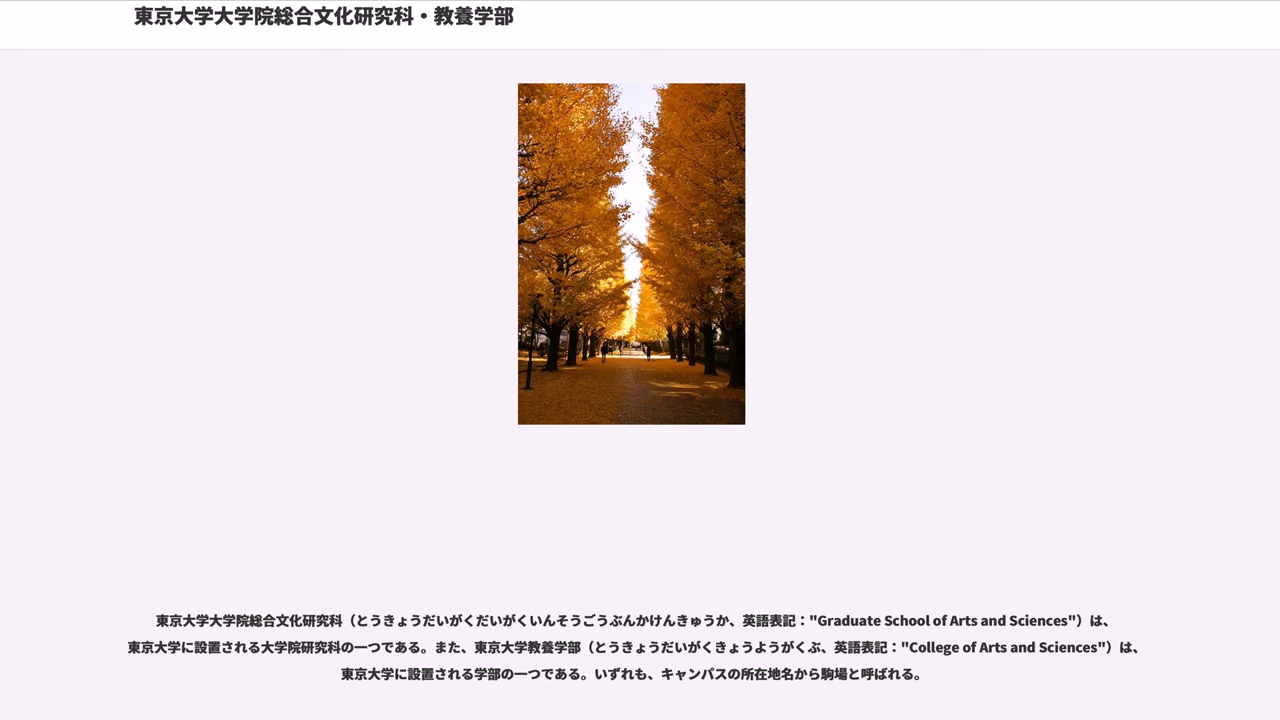 東京大学大学院総合文化研究科・教養学部
東京大学大学院総合文化研究科（とうきょうだいがくだいがくいんそうごうぶんかけんきゅうか、英語表記："Graduate School of Arts and Sciences"）は、
東京大学に設置される大学院研究科の一つである。また、東京大学教養学部（とうきょうだいがくきょうようがくぶ、英語表記："College of Arts and Sciences"）は、
東京大学に設置される学部の一つである。いずれも、キャンパスの所在地名から駒場と呼ばれる。